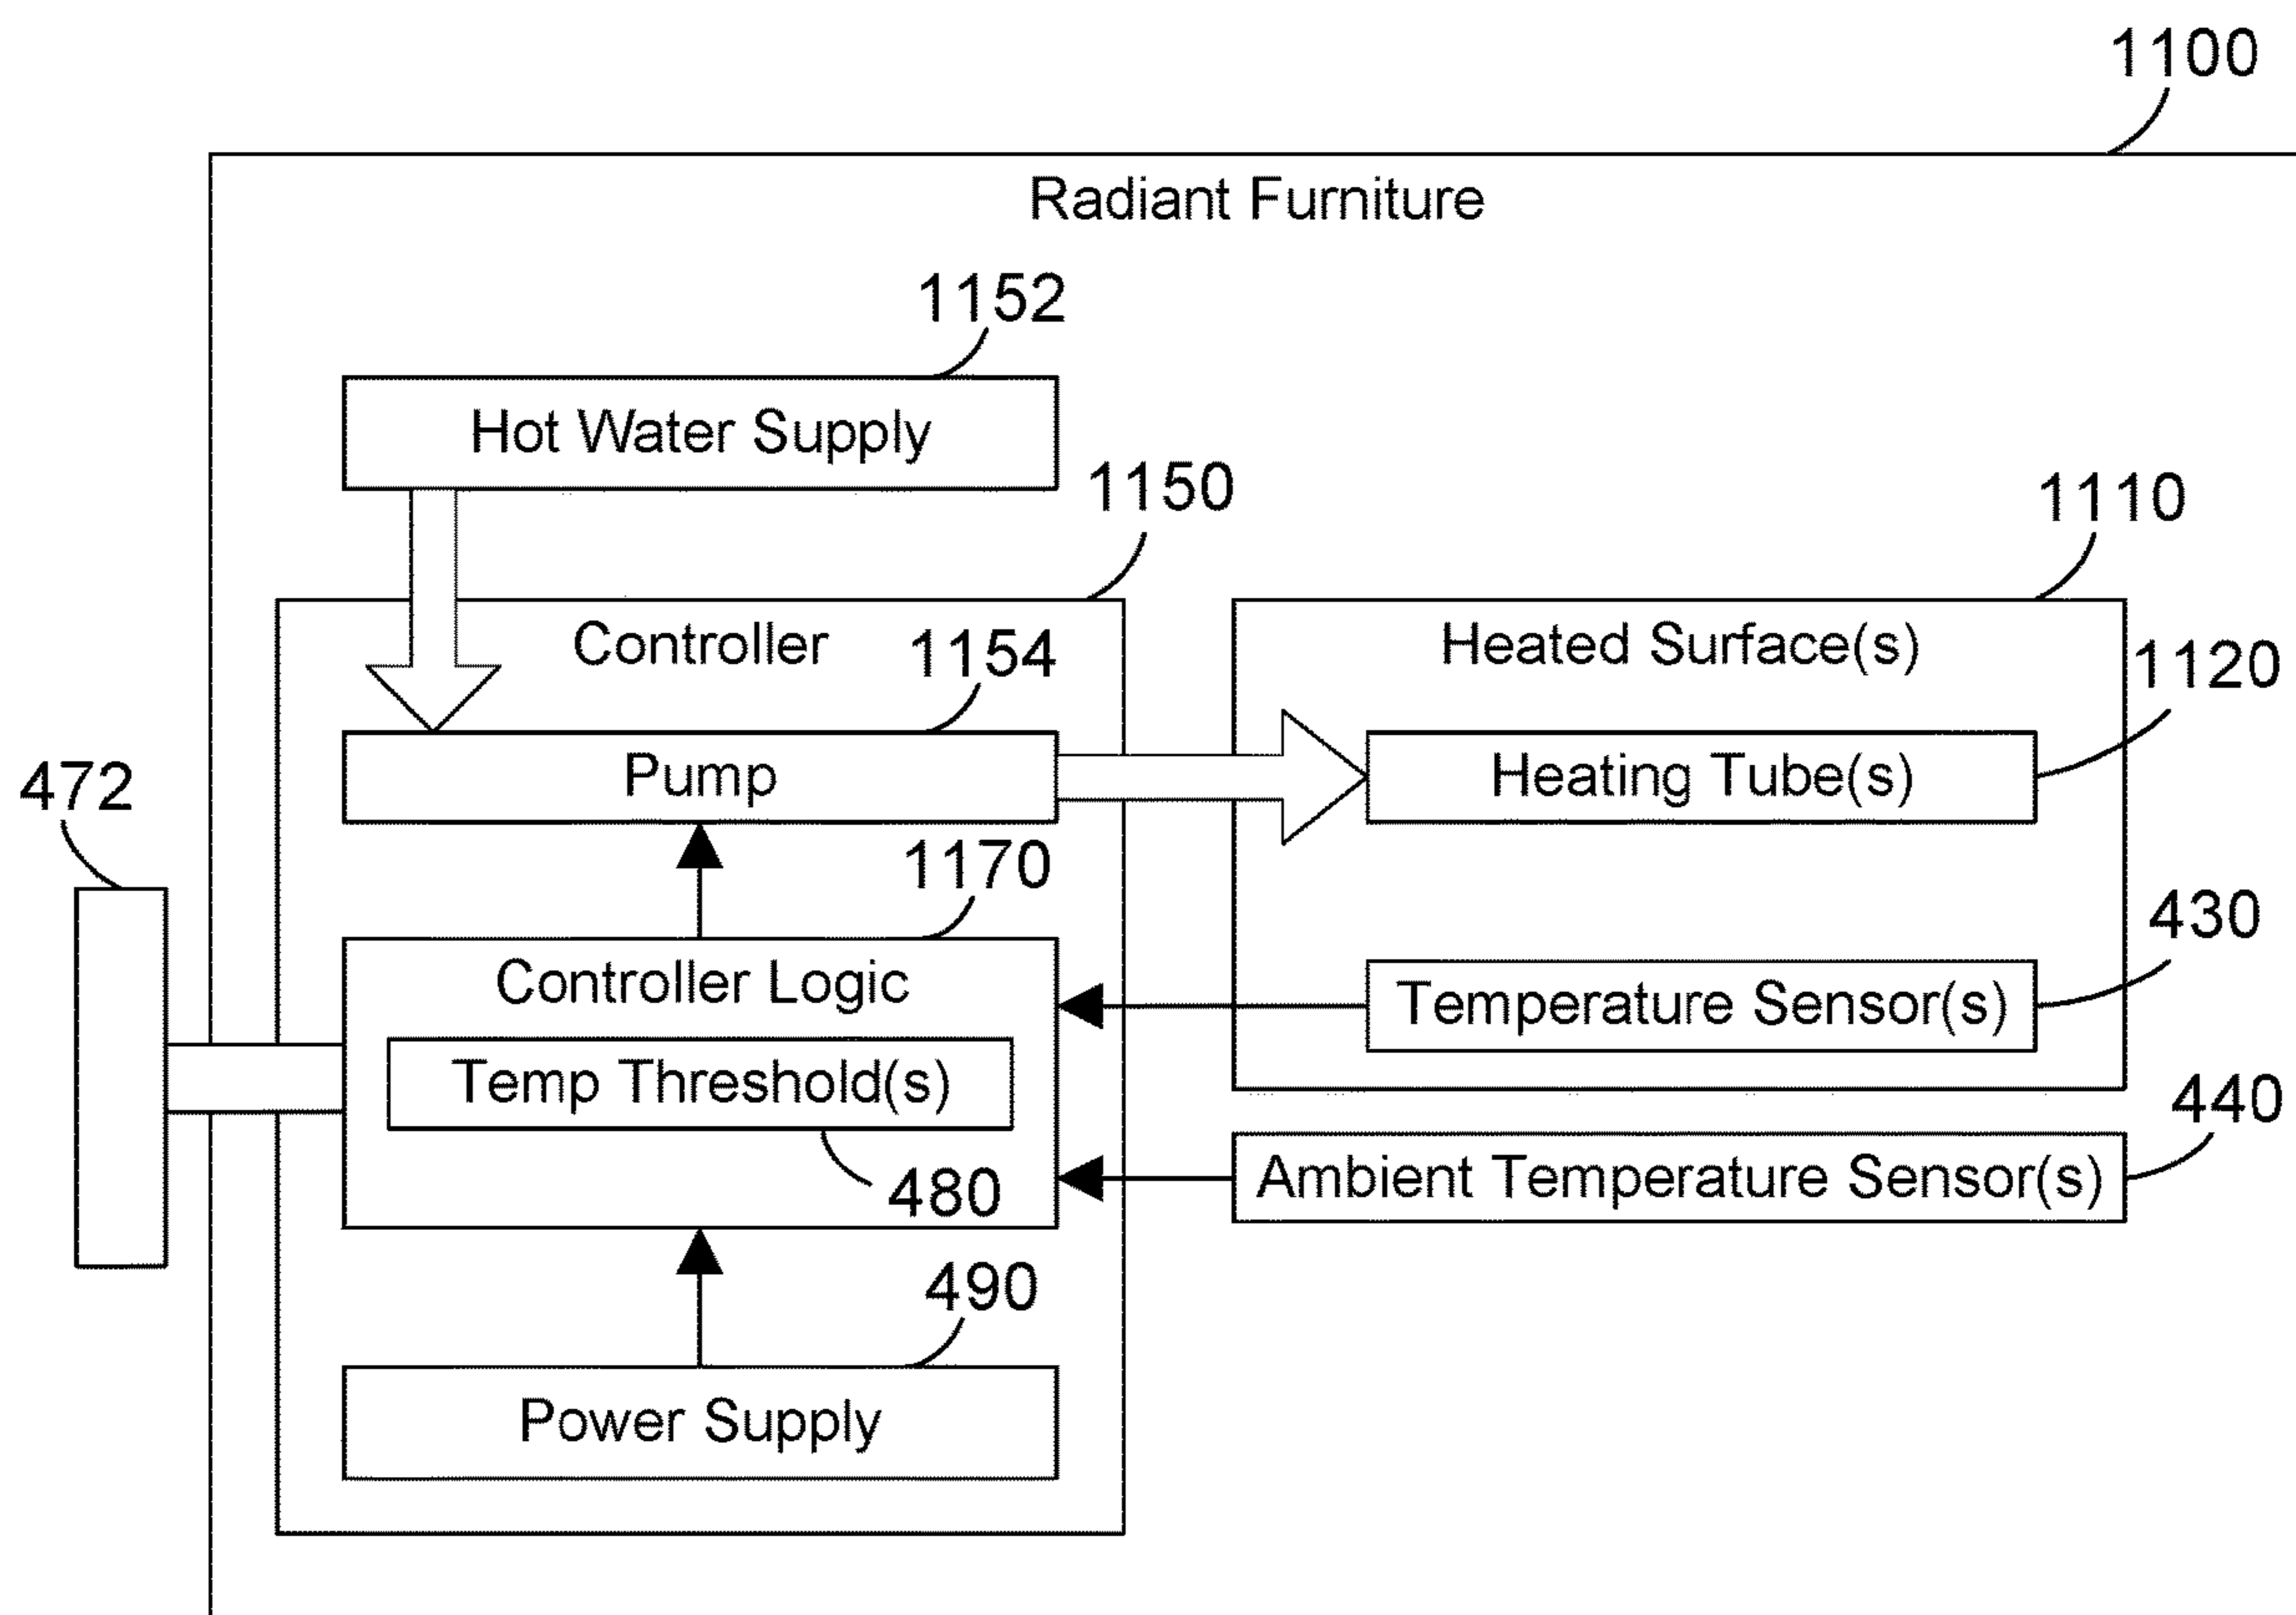 1100
Radiant Furniture
1152
Hot Water Supply
1150
1110
Controller
Heated Surface(s)
1154
1120
Pump
Heating Tube(s)
472
1170
430
Controller Logic
Temperature Sensor(s)
Temp Threshold(s)
440
480
Ambient Temperature Sensor(s)
490
Power Supply